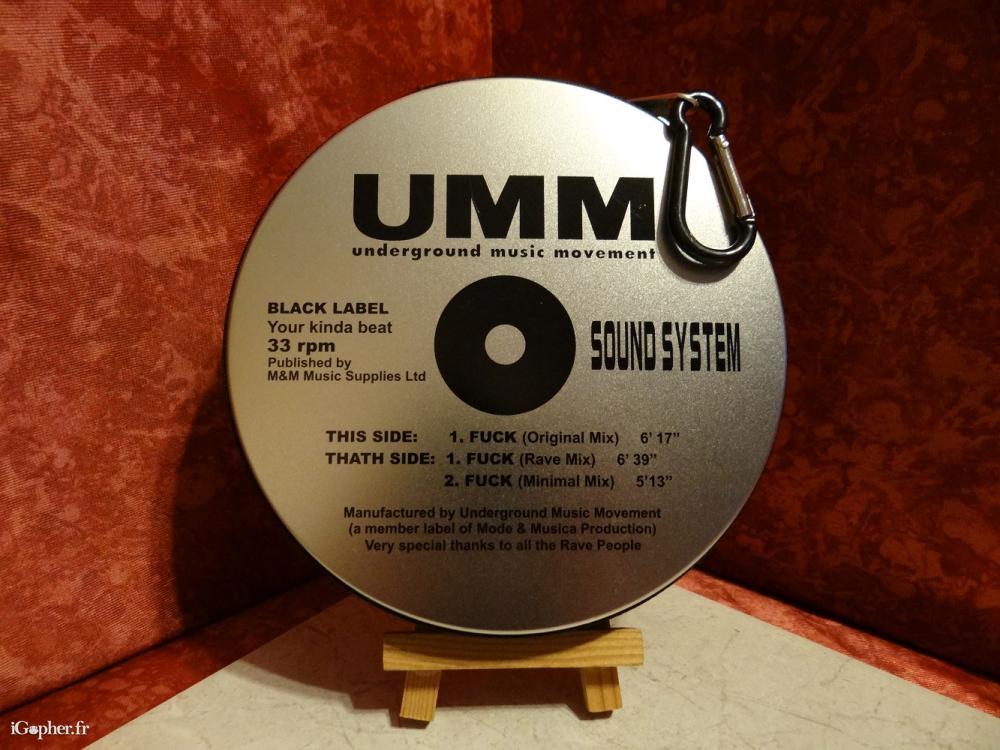 UMM
underground music movement
BLACK LABEL
Your kinda beat
33 rpm
Published by
M&M Music Supplies Ltd
SOUND SYSTEM
THIS SIDE: 1. FUCK (Original Mix) 6' 17"
THATH SIDE: 1. FUCK (Rave Mix) 6' 39"
2. FUCK (Minimal Mix) 5'13"
Manufactured by Underground Music Movement
(a member label of Mode & Musica Production)
Very special thanks to all the Rave People
iGopher.fr